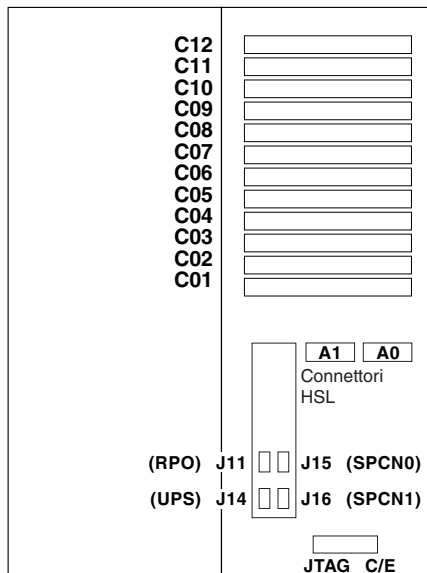 C12
C11
C10
C09
C08
C07
C06
C05
C04
C03
C02
C01
A1 A0
Connettori
HSL
(RPO) J11 J15 (SPCN0)
(UPS) J14 J16 (SPCN1)
JTAG C/E